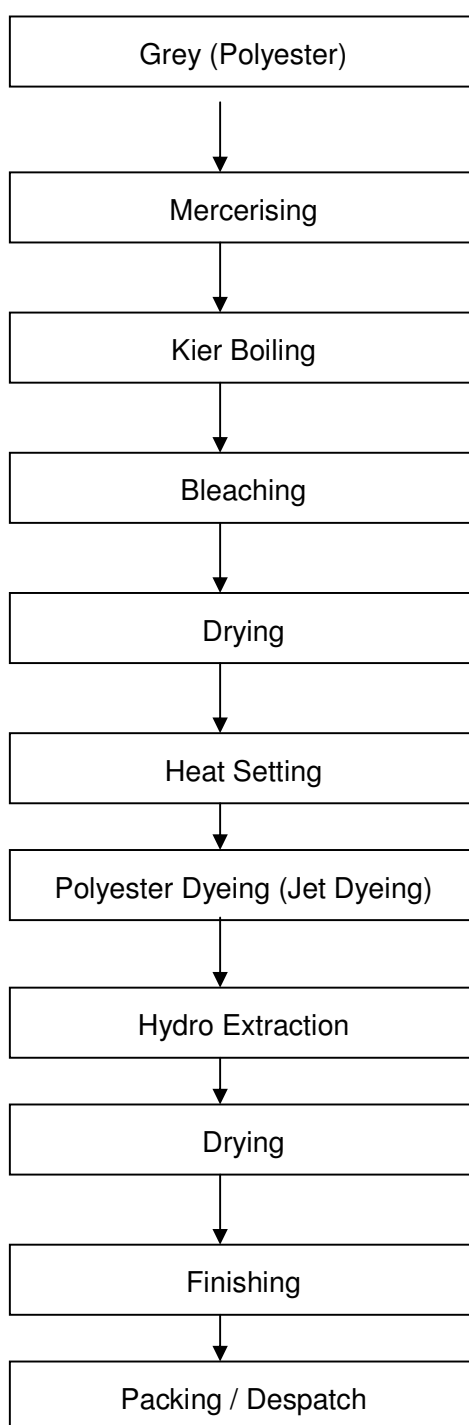 Grey (Polyester)
Mercerising
Kier Boiling
Bleaching
Drying
Heat Setting
Polyester Dyeing (Jet Dyeing)
Hydro Extraction
Drying
Finishing
Packing / Despatch